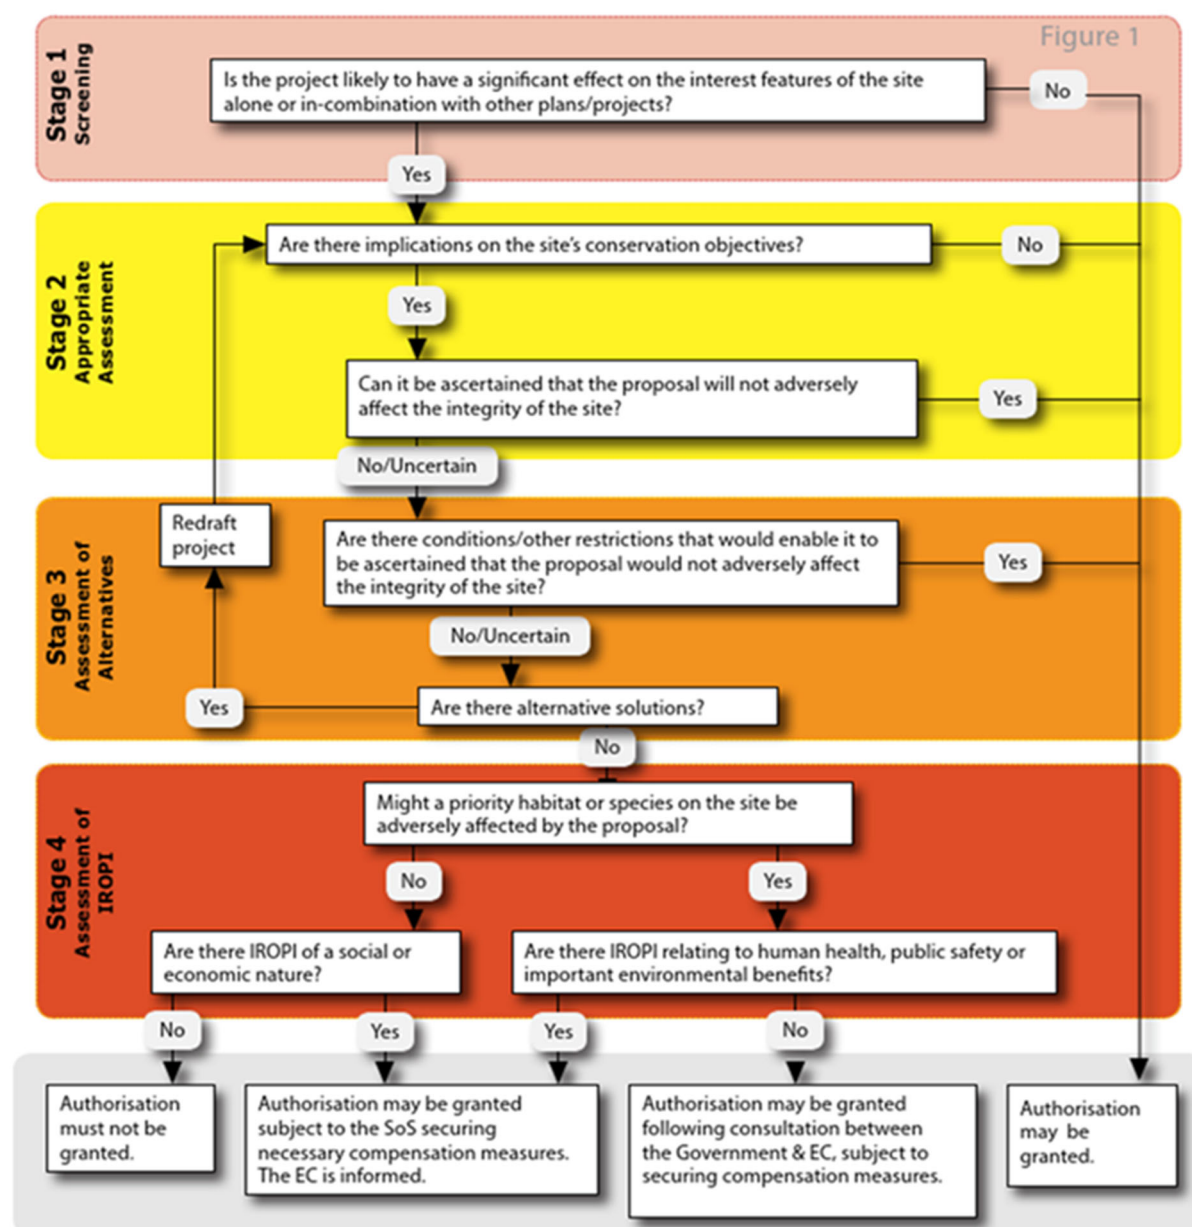 Figure 1
Stage 1
Screening
Is the project likely to have a significant effect on the interest features of the site
alone or in-combination with other plans/projects?
No
Yes
Stage 2
Appropriate
Assessment
Are there implications on the site's conservation objectives?
No
Yes
Can it be ascertained that the proposal will not adversely
affect the integrity of the site?
Yes
No/Uncertain
Stage 3
Assessment of
Alternatives
Redraft
project
Are there conditions/other restrictions that would enable it to
be ascertained that the proposal would not adversely affect
the integrity of the site?
Yes
No/Uncertain
Are there alternative solutions?
Yes
No
Stage 4
Assessment of
IROPI
Might a priority habitat or species on the site be
adversely affected by the proposal?
No
Yes
Are there IROPI of a social or
economic nature?
Are there IROPI relating to human health, public safety or
important environmental benefits?
No
Yes
Yes
No
Authorisation
must not be
granted.
Authorisation may be granted
subject to the SoS securing
necessary compensation measures.
The EC is informed.
Authorisation may be granted
following consultation between
the Government & EC, subject to
securing compensation measures.
Authorisation
may be
granted.